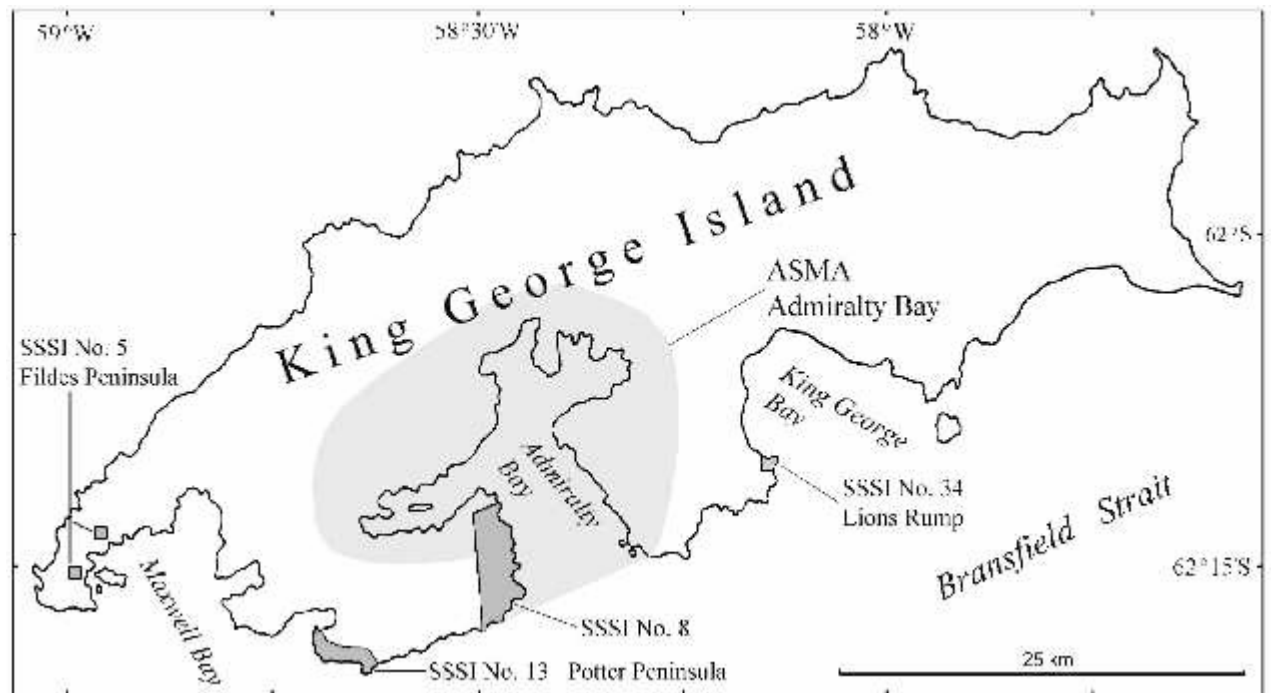 59°W
58°30'W
58°W
King George Island
62°S
ASMA
Admiralty Bay
SSSI No. 5
Fildes Peninsula
King George
Bay
Admiralty
Bay
SSSI No. 34
Lions Rump
Bransfield Strait
62°15'S
Maxwell Bay
SSSI No. 8
SSSI No. 13 Potter Peninsula
25 km